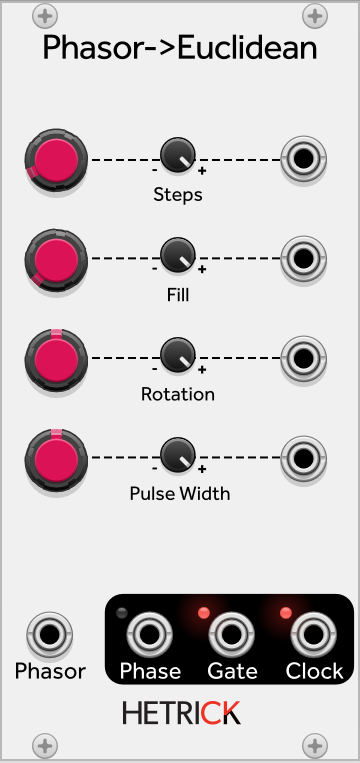 Phasor->Euclidean
- +
Steps
- +
Fill
- +
Rotation
- +
Pulse Width
Phasor Phase Gate Clock
HETRICK